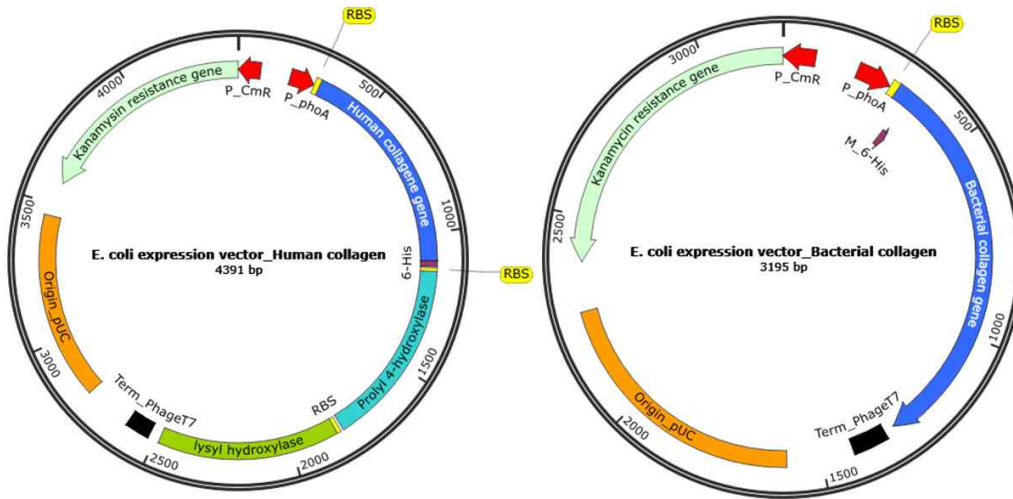 RBS
P_CmR
P_phoA
Human collagene gene
6-His
RBS
Prolyl 4-hydroxylase
RBS
lysyl hydroxylase
Term_PhageT7
Origin_pUC
Kanamysin resistance gene
500
1000
1500
2000
2500
3000
3500
4000
E. coli expression vector_Human collagen
4391 bp
RBS
P_CmR
P_phoA
M_6-His
Bacterial collagen gene
Term_PhageT7
Origin_pUC
Kanamycin resistance gene
500
1000
1500
2000
2500
3000
E. coli expression vector_Bacterial collagen
3195 bp